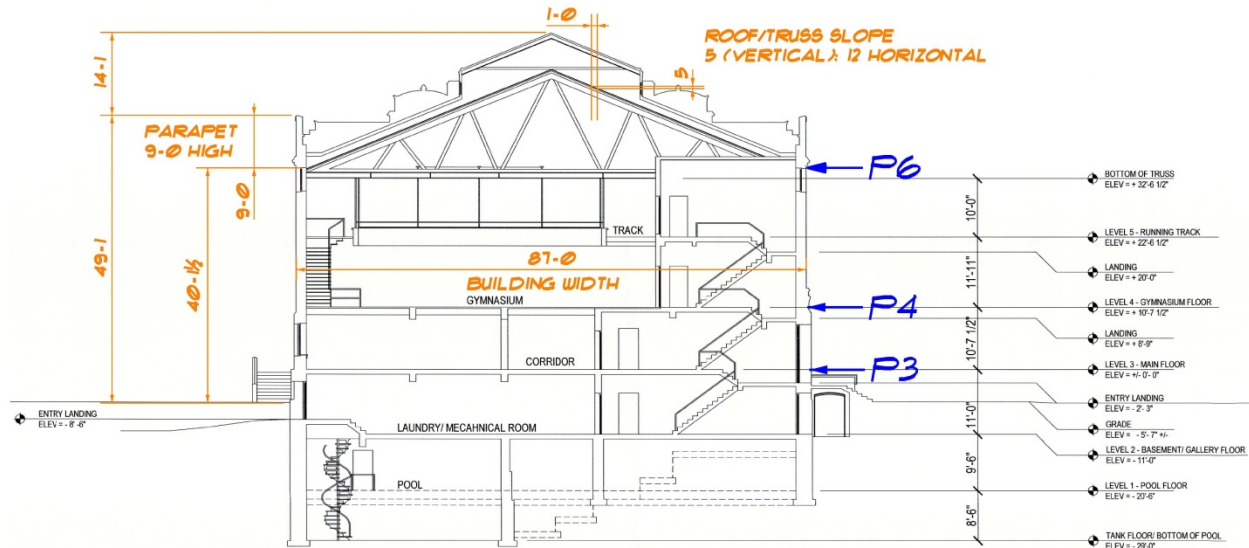 1-0
ROOF/TRUSS SLOPE
5 (VERTICAL): 12 HORIZONTAL
5
14-1
PARAPET
9-0 HIGH
P6
BOTTOM OF TRUSS
ELEV = + 32'-6 1/2"
9-0
10'-0"
49-1
40-1½
TRACK
LEVEL 5 - RUNNING TRACK
ELEV = + 22'-6 1/2"
87-0
BUILDING WIDTH
11'-11"
LANDING
ELEV = + 20'-0"
GYMNASIUM
P4
LEVEL 4 - GYMNASIUM FLOOR
ELEV = + 10'-7 1/2"
10'-7 1/2"
LANDING
ELEV = + 8'-9"
CORRIDOR
P3
LEVEL 3 - MAIN FLOOR
ELEV = +/- 0'- 0"
ENTRY LANDING
ELEV = - 2'- 3"
ENTRY LANDING
ELEV = - 8' -6"
LAUNDRY/ MECAHNICAL ROOM
11'-0"
GRADE
ELEV = - 5'- 7" +/-
LEVEL 2 - BASEMENT/ GALLERY FLOOR
ELEV = - 11'-0"
9'-6"
POOL
LEVEL 1 - POOL FLOOR
ELEV = - 20'-6"
8'-6"
TANK FLOOR/ BOTTOM OF POOL
ELEV = - 29'-0"